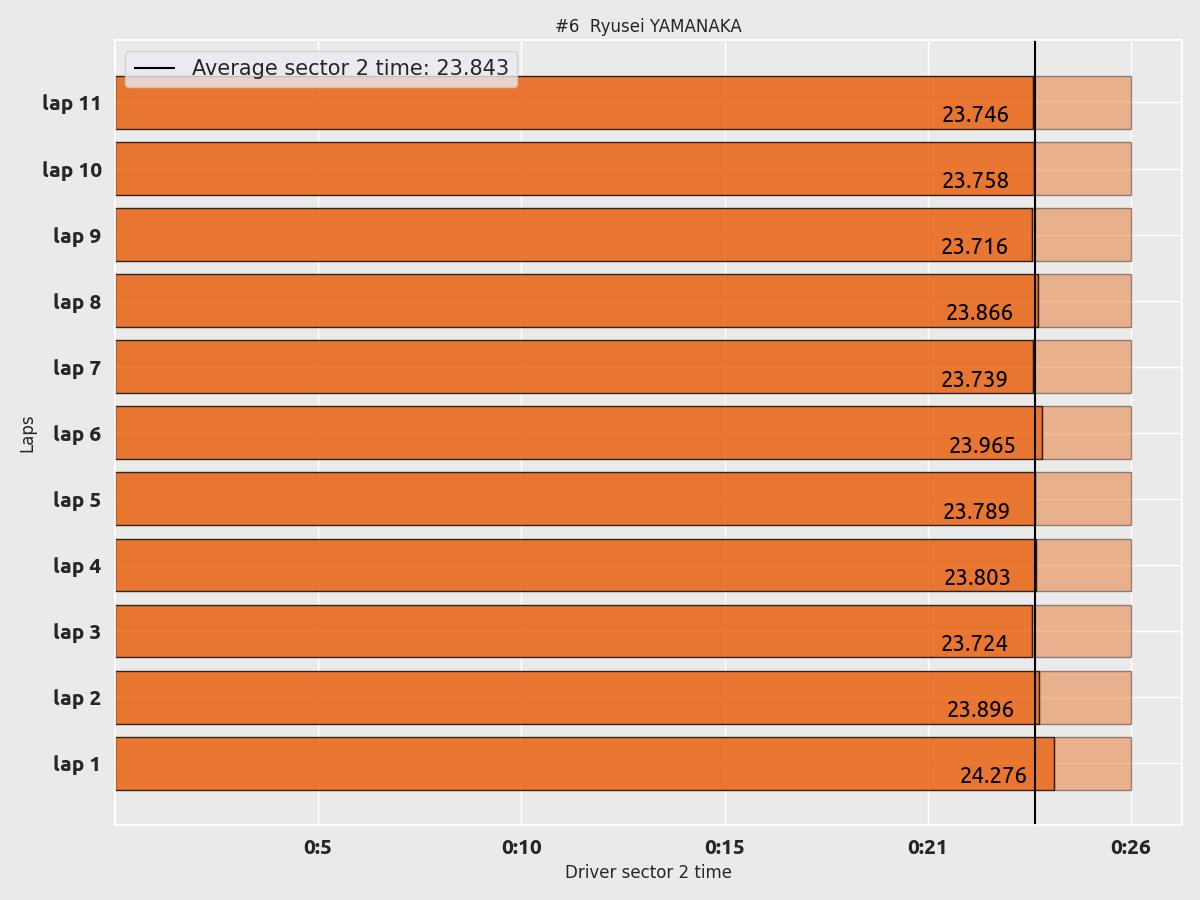 #6 Ryusei YAMANAKA
Average sector 2 time: 23.843
lap 11
23.746
lap 10
23.758
lap 9
23.716
lap 8
23.866
lap 7
23.739
lap 6
23.965
lap 5
23.789
lap 4
23.803
lap 3
23.724
lap 2
23.896
lap 1
24.276
Laps
0:5 0:10 0:15 0:21 0:26
Driver sector 2 time